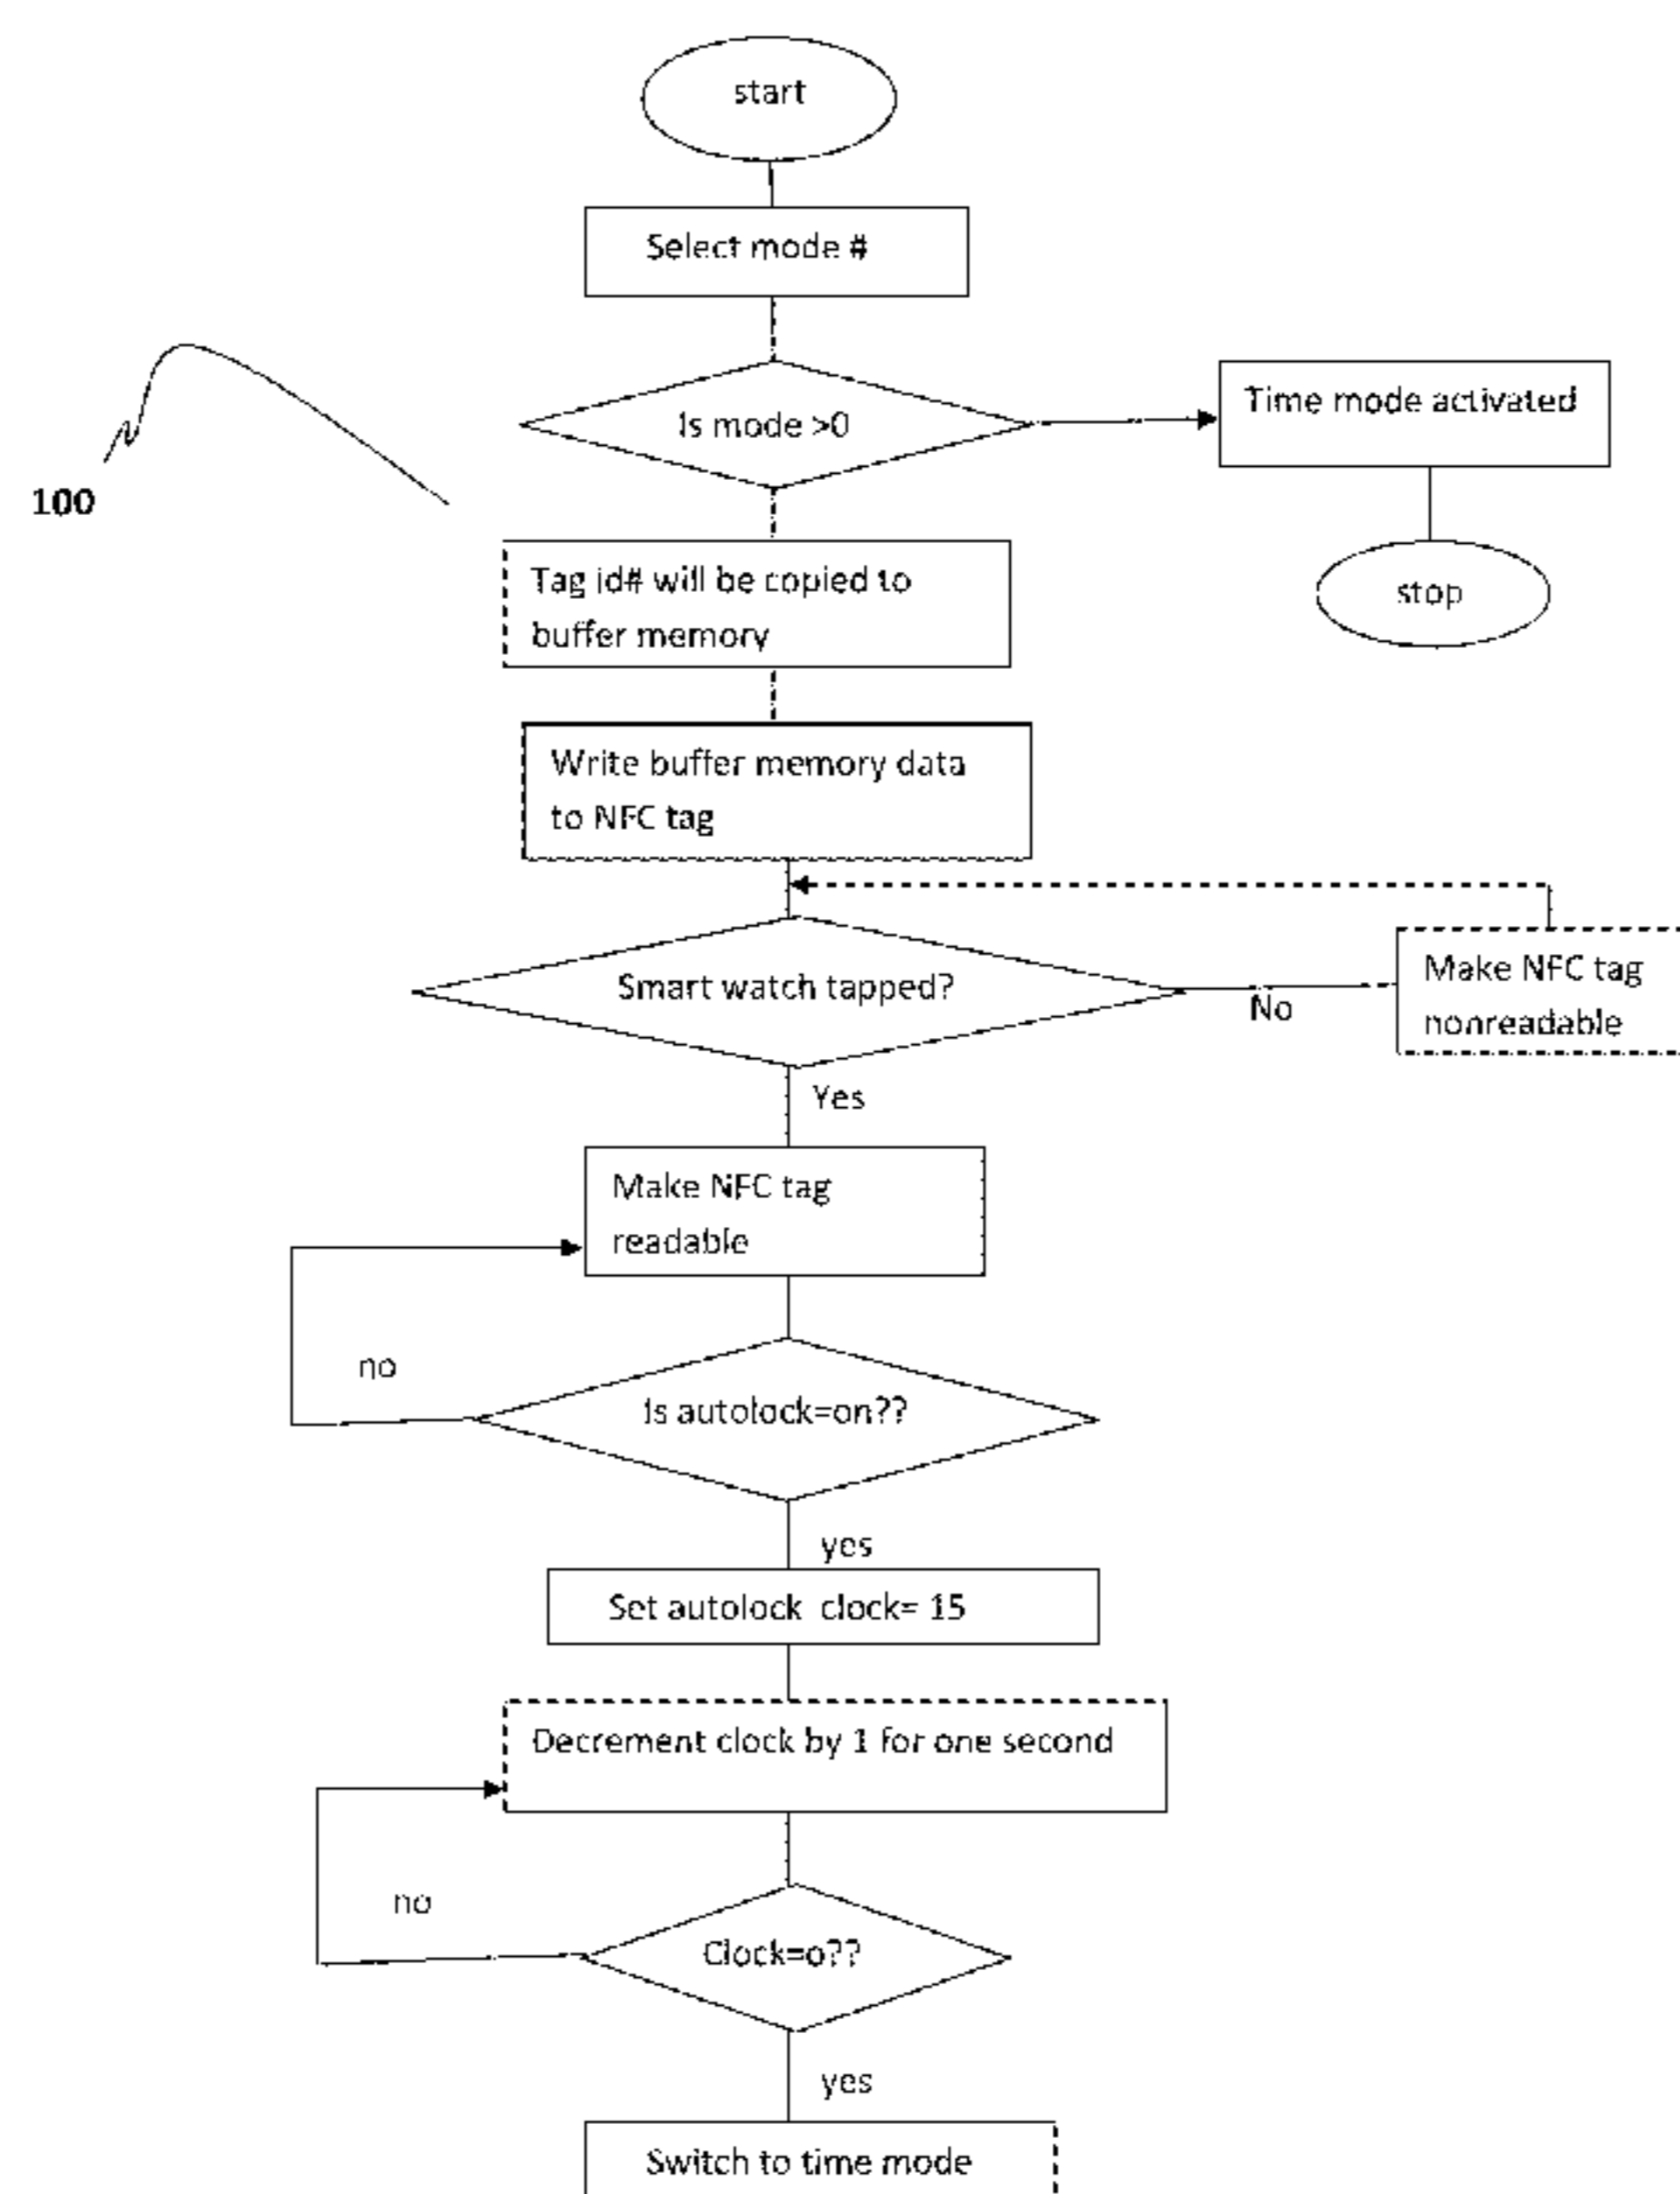 start
Select mode #
Is mode >0
Time mode activated
100
Tag id# will be copied to
buffer memory
stop
Write buffer memory data
to NFC tag
Smart watch tapped?
No
Make NFC tag
nonreadable
Yes
Make NFC tag
readable
no
Is autolock=on??
yes
Set autolock clock= 15
Decrement clock by 1 for one second
no
Clock=o??
yes
Switch to time mode